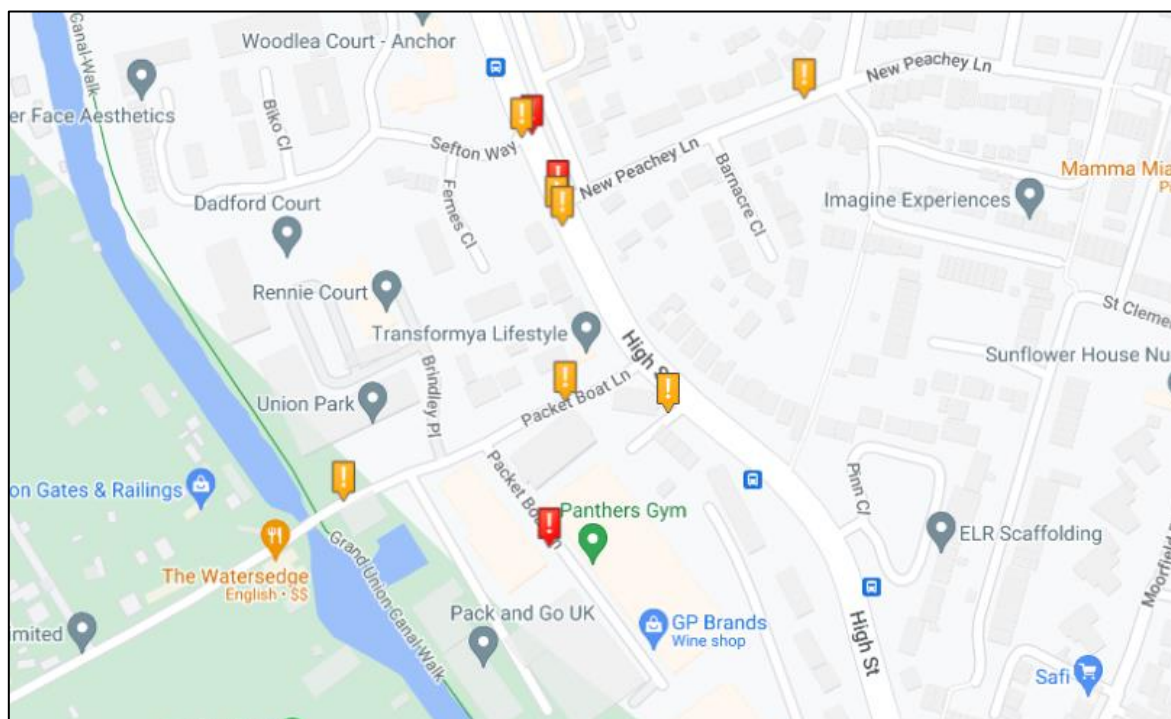 Canal Walk
Woodlea Court - Anchor
er Face Aesthetics
Biko Cl
Sefton Way
New Peachey Ln
New Peachey Ln
Barnacre Cl
Mamma Mia
Imagine Experiences
Dadford Court
Fernes Cl
Rennie Court
Transformya Lifestyle
High S
St Cleme
Sunflower House Nu
Brindley Pl
Union Park
Packet Boat Ln
on Gates & Railings
Packet Bo
n
Panthers Gym
Pinn Cl
ELR Scaffolding
The Watersedge
English · $$
Grand Union Canal Walk
Moorfield
Pack and Go UK
GP Brands
Wine shop
High St
limited
Safi